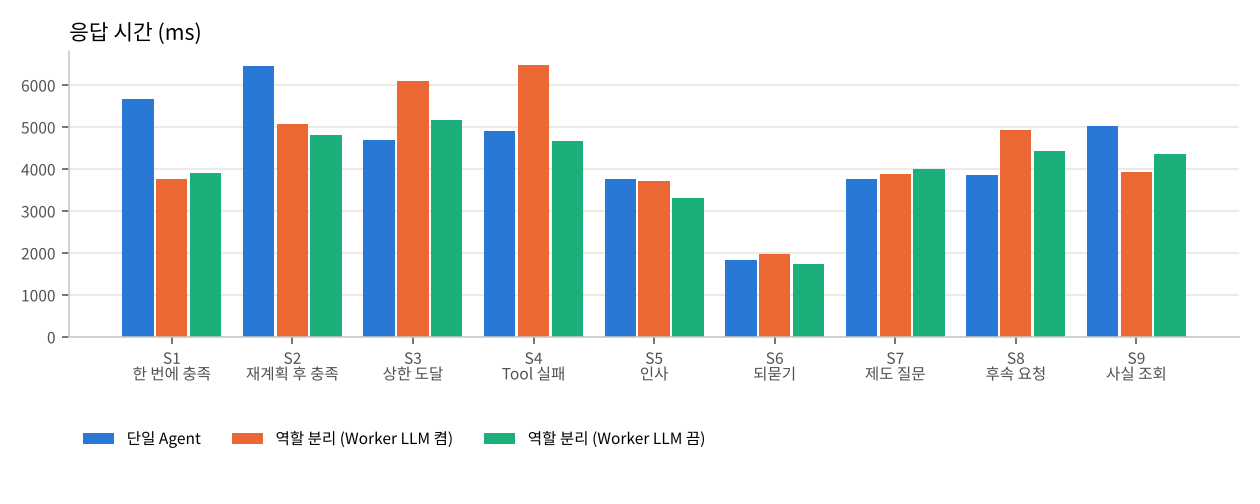 응답 시간 (ms)
6000
5000
4000
3000
2000
1000
0
S1
한 번에 충족
S2
재계획 후 충족
S3
상한 도달
S4
Tool 실패
S5
인사
S6
되묻기
S7
제도 질문
S8
후속 요청
S9
사실 조회
단일 Agent
역할 분리 (Worker LLM 켬)
역할 분리 (Worker LLM 끔)